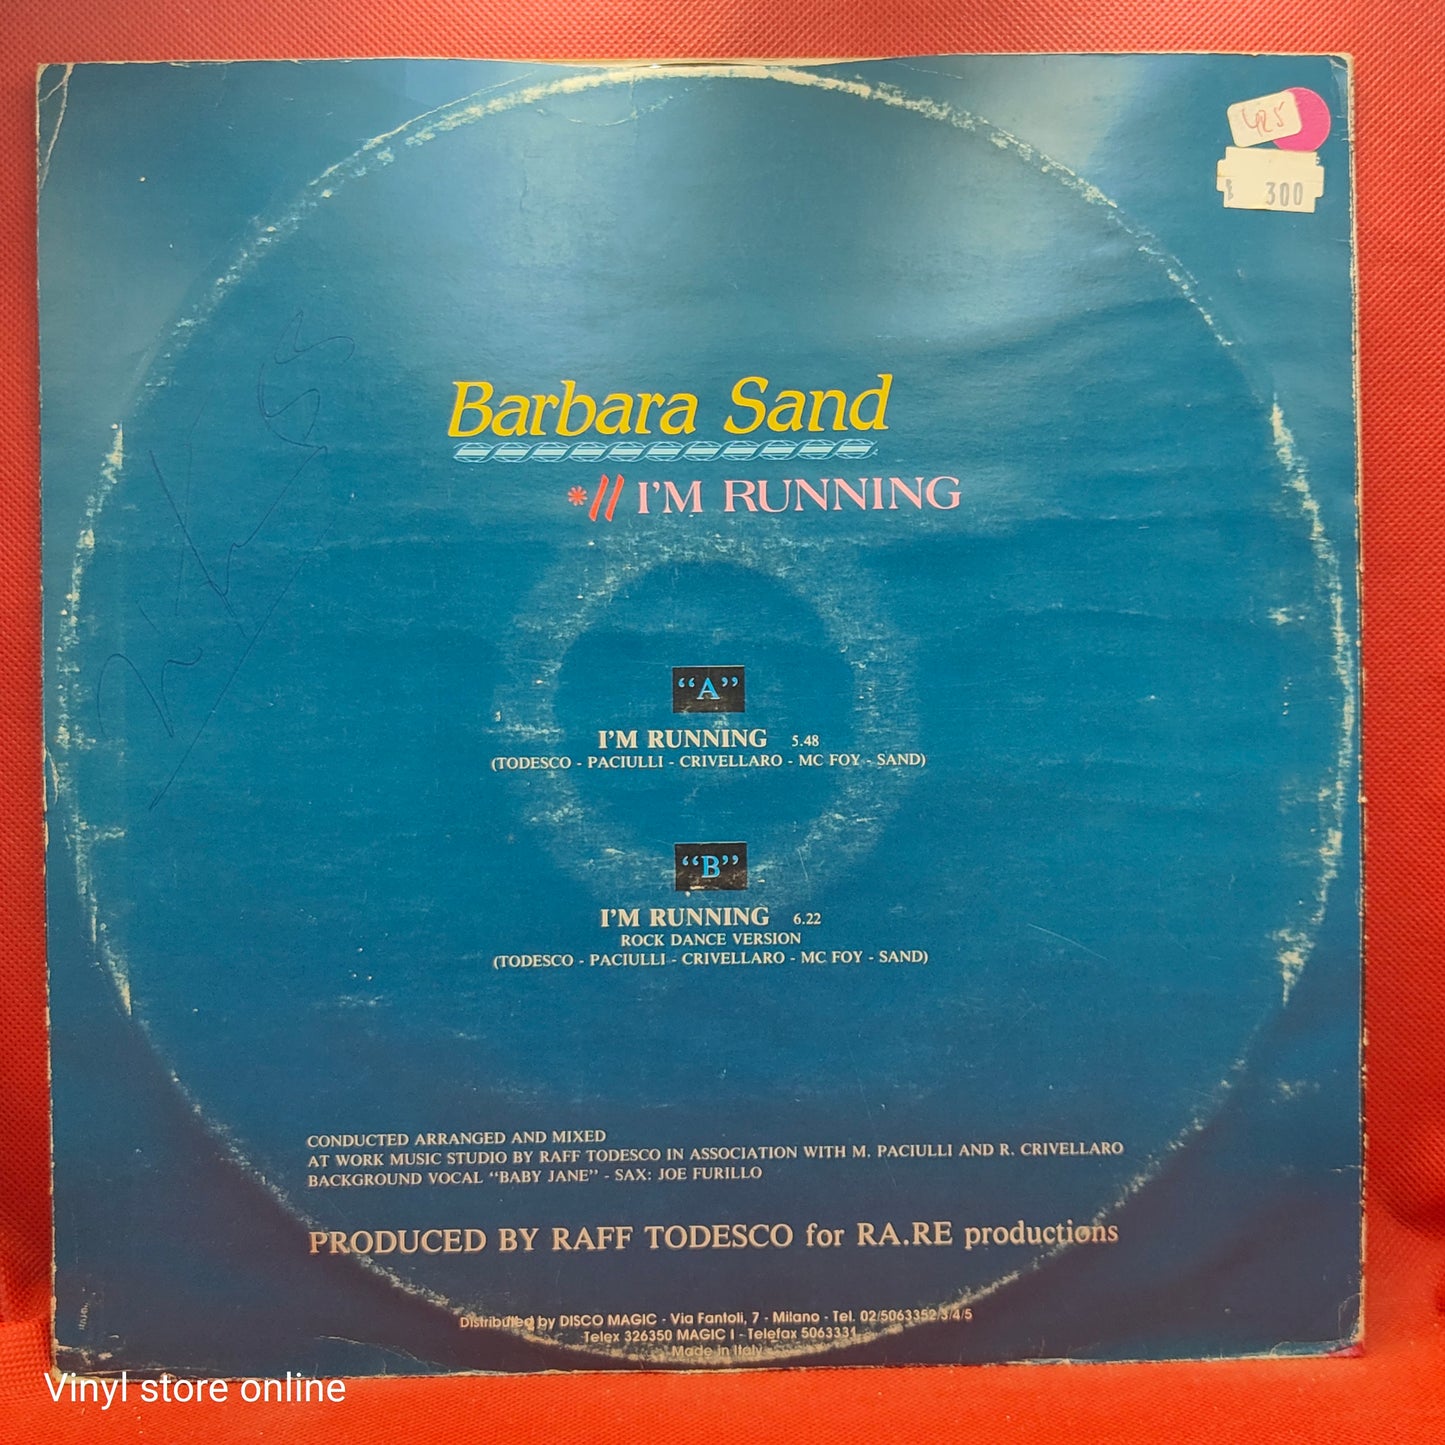 425
300
Barbara Sand
*// I'M RUNNING
“A”
I'M RUNNING 5.48
(TODESCO - PACIULLI - CRIVELLARO - MC FOY - SAND)
“B”
I'M RUNNING 6.22
ROCK DANCE VERSION
(TODESCO - PACIULLI - CRIVELLARO - MC FOY - SAND)
CONDUCTED ARRANGED AND MIXED
AT WORK MUSIC STUDIO BY RAFF TODESCO IN ASSOCIATION WITH M. PACIULLI AND R. CRIVELLARO
BACKGROUND VOCAL “BABY JANE” - SAX: JOE FURILLO
PRODUCED BY RAFF TODESCO for RA.RE productions
Distributed by DISCO MAGIC - Via Fantoli, 7 - Milano - Tel. 02/5063352/3/4/5
Telex 326350 MAGIC I - Telefax 5063331
Made in Italy
Vinyl store online